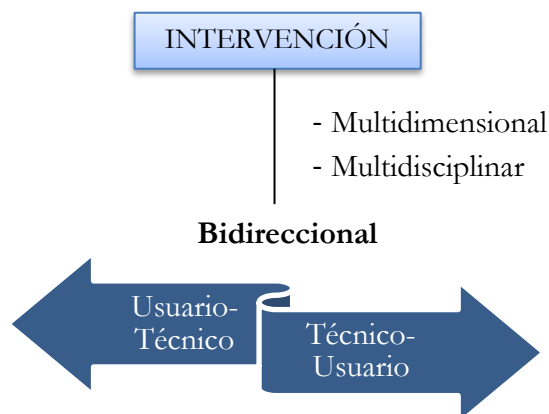 INTERVENCIÓN
- Multidimensional
- Multidisciplinar
Bidireccional
Usuario-
Técnico
Técnico-
Usuario